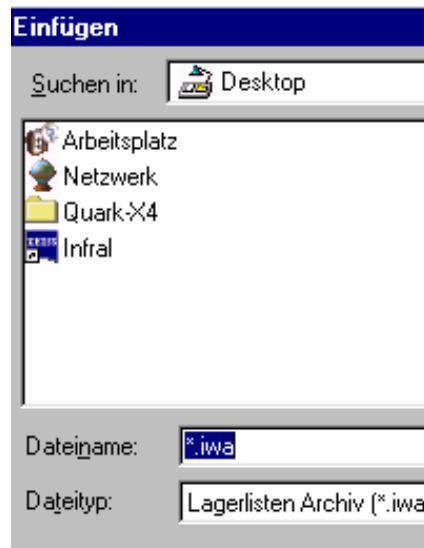 Einfügen
Suchen in: Desktop
Arbeitsplatz
Netzwerk
Quark-X4
Infral
Dateiname: *.iwa
Dateityp: Lagerlisten Archiv (*.iwa